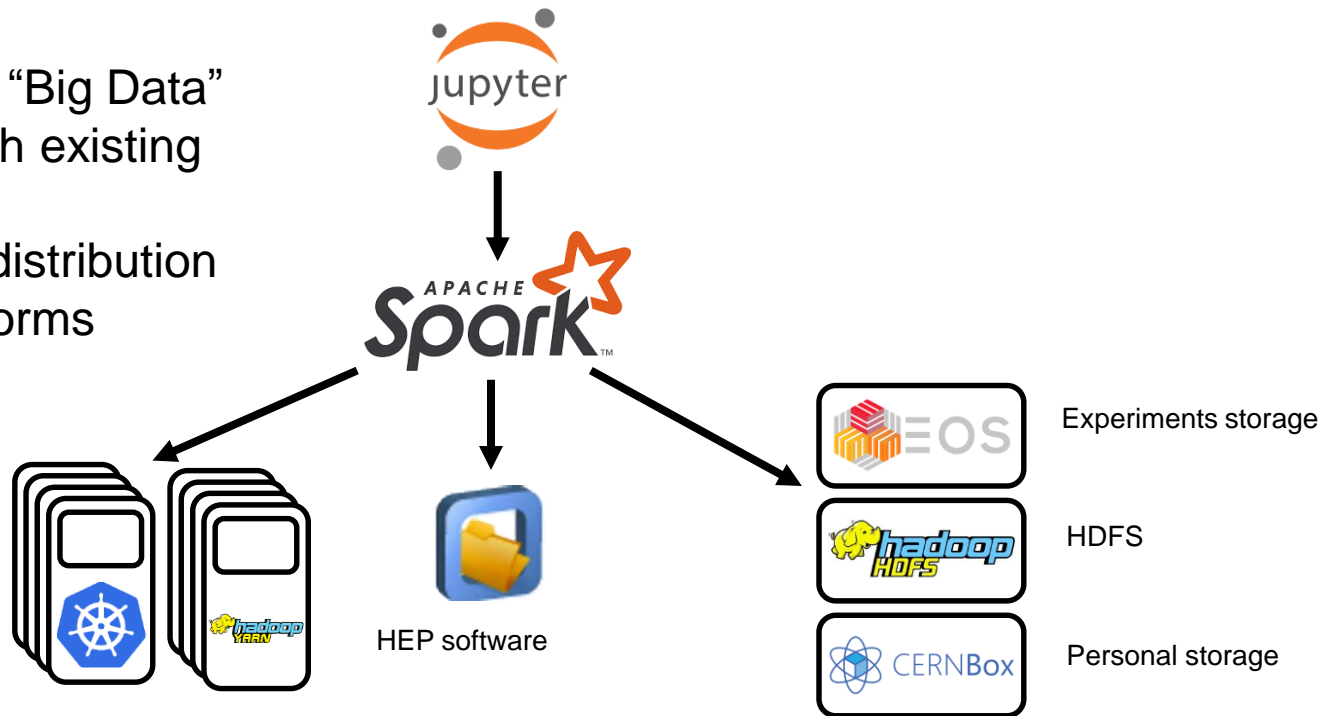 “Big Data”
h existing
distribution
orms
jupyter
APACHE
Spark™
EOS
Experiments storage
hadoop
HDFS
HDFS
hadoop
YARN
HEP software
CERNBox
Personal storage